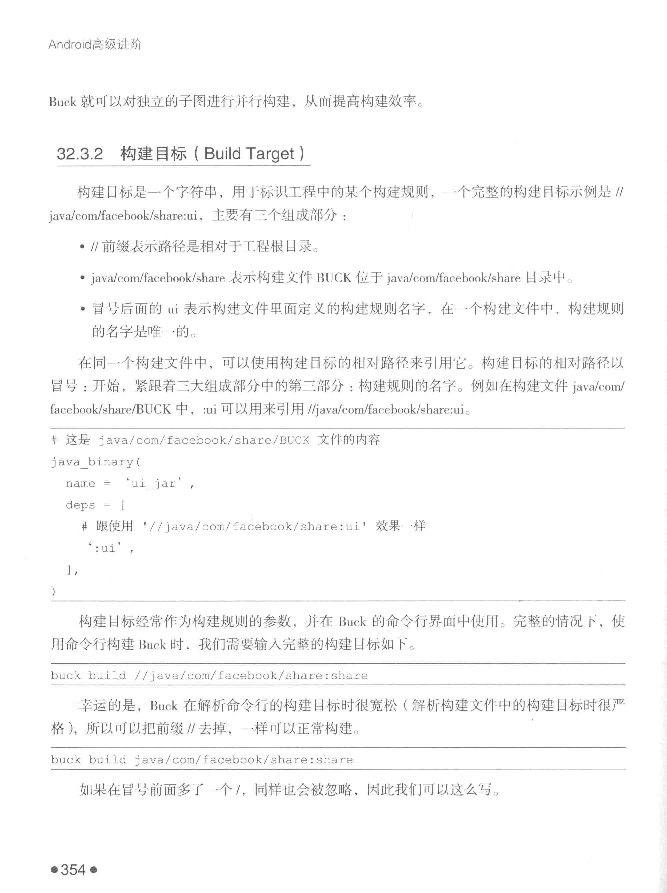 Android高级进阶
Buck 就可以对独立的子图进行并行构建，从而提高构建效率。
32.3.2 构建目标（Build Target）
构建目标是一个字符串，用于标识工程中的某个构建规则，一个完整的构建目标示例是 //
java/com/facebook/share:ui，主要有三个组成部分：
• // 前缀表示路径是相对于工程根目录。
• java/com/facebook/share 表示构建文件 BUCK 位于 java/com/facebook/share 目录中。
• 冒号后面的 ui 表示构建文件里面定义的构建规则名字，在一个构建文件中，构建规则
的名字是唯一的。
在同一个构建文件中，可以使用构建目标的相对路径来引用它。构建目标的相对路径以
冒号：开始，紧跟着三大组成部分中的第三部分：构建规则的名字。例如在构建文件 java/com/
facebook/share/BUCK 中，:ui 可以用来引用 //java/com/facebook/share:ui。
# 这是 java/com/facebook/share/BUCK 文件的内容
java_binary(
name = ‘ui_jar’,
deps = [
# 跟使用 '//java/com/facebook/share:ui' 效果一样
‘:ui’,
],
)
构建目标经常作为构建规则的参数，并在 Buck 的命令行界面中使用。完整的情况下，使
用命令行构建 Buck 时，我们需要输入完整的构建目标如下。
buck build //java/com/facebook/share:share
幸运的是，Buck 在解析命令行的构建目标时很宽松（解析构建文件中的构建目标时很严
格），所以可以把前缀 // 去掉，一样可以正常构建。
buck build java/com/facebook/share:share
如果在冒号前面多了一个 /，同样也会被忽略，因此我们可以这么写。
●354●